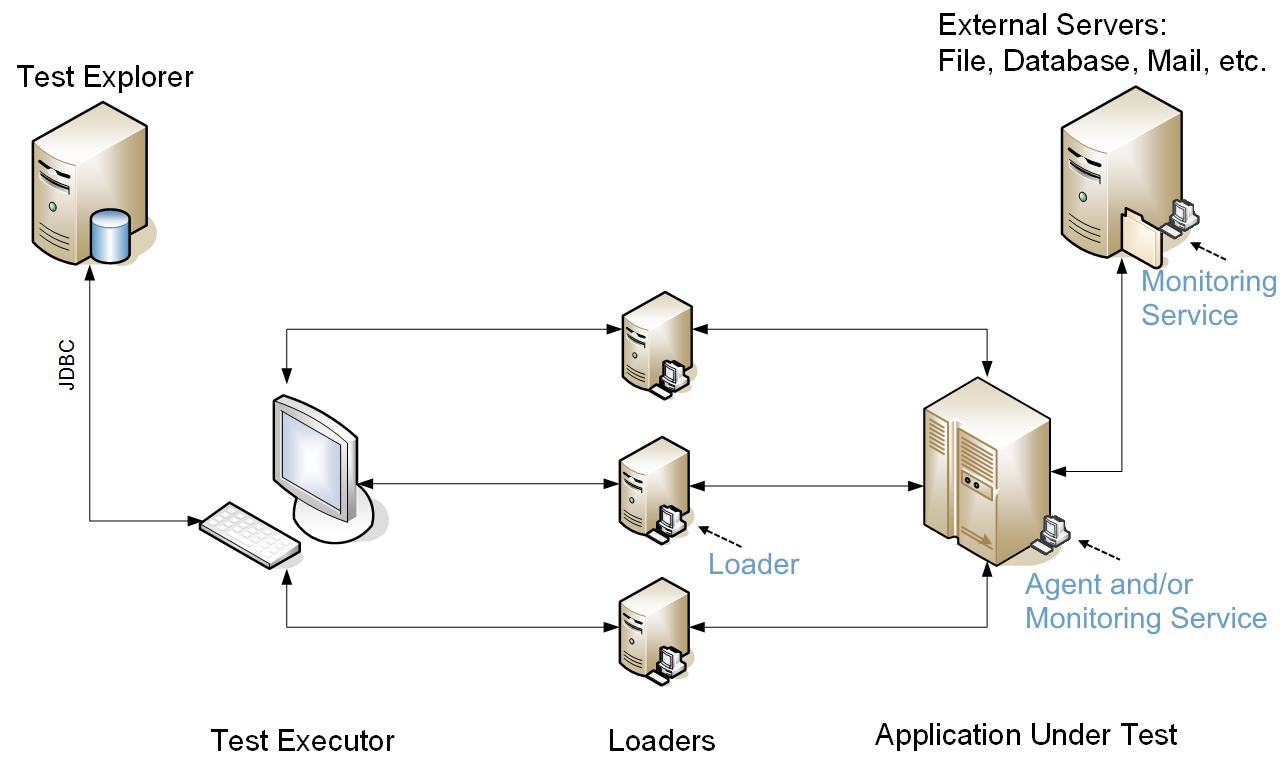 External Servers:
File, Database, Mail, etc.
Test Explorer
Monitoring
Service
JDBC
Loader
Agent and/or
Monitoring Service
Test Executor
Loaders
Application Under Test